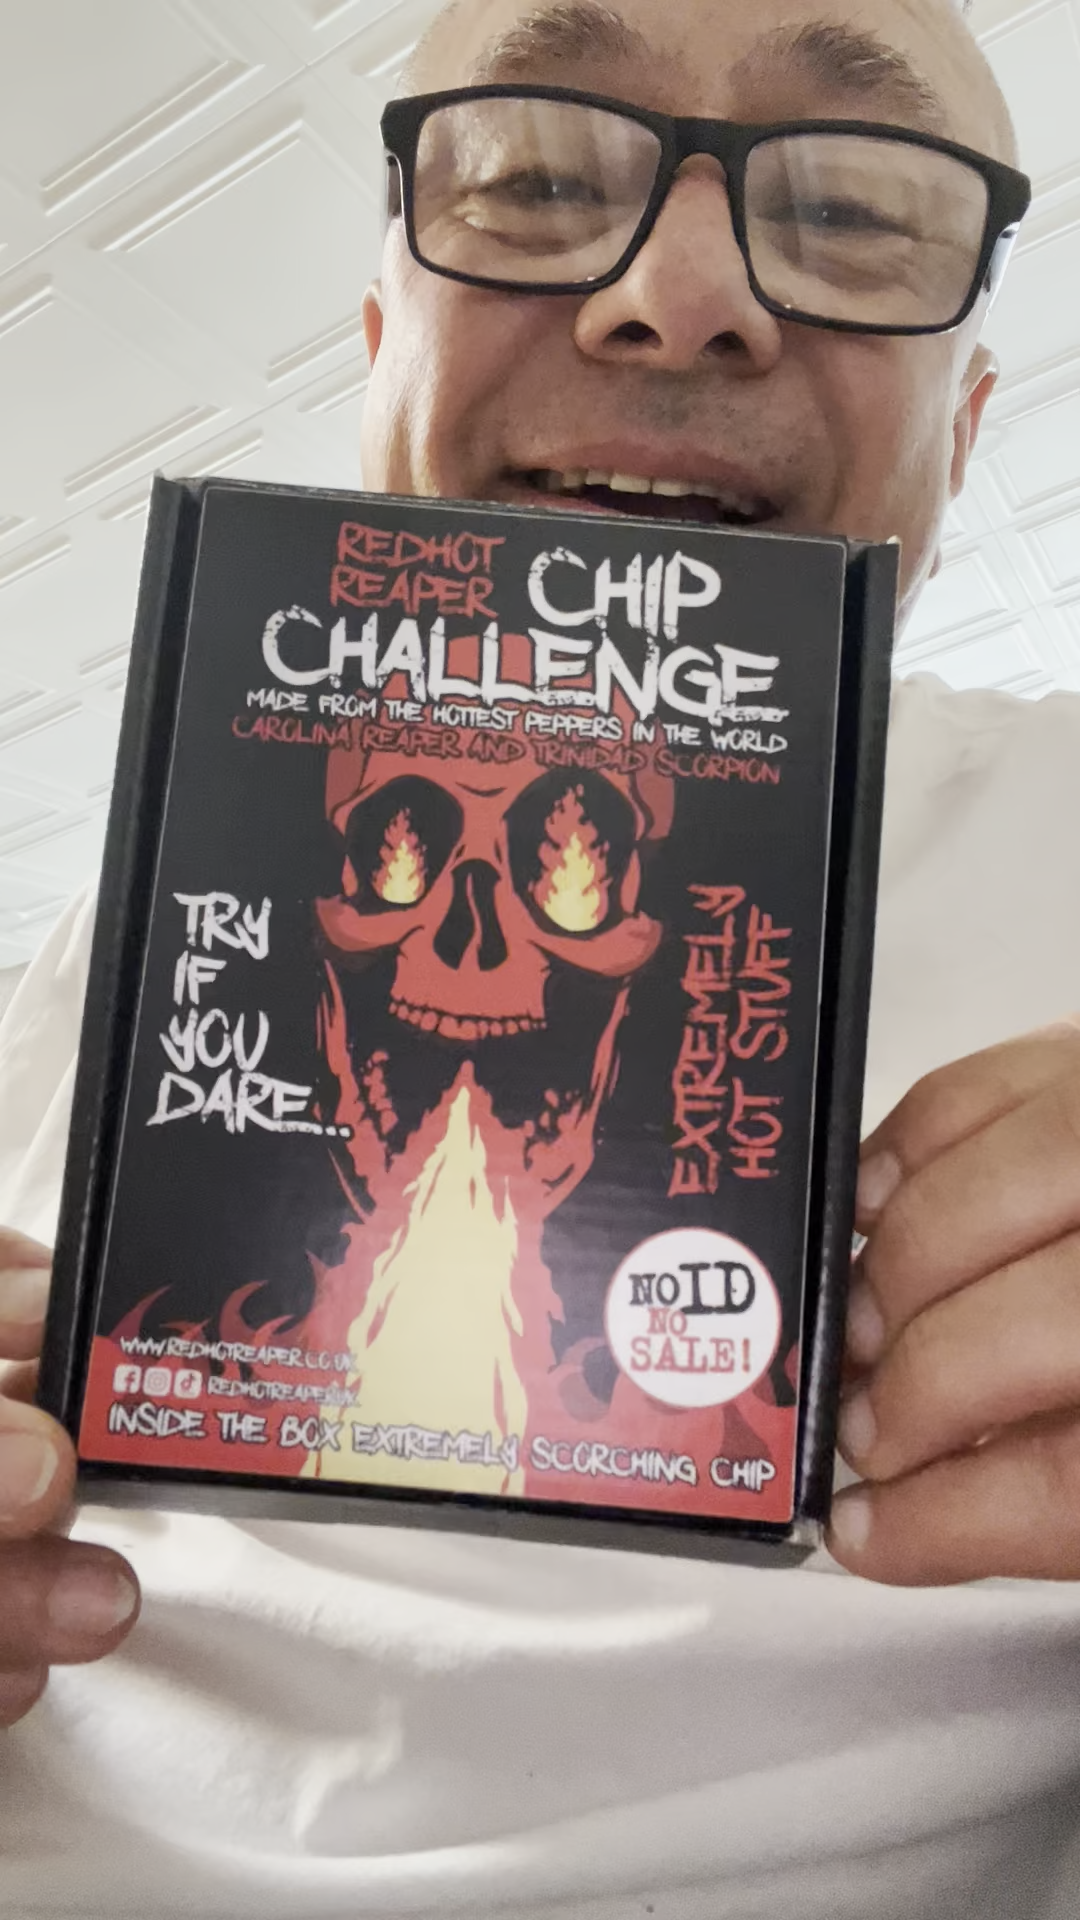 REDHOT
REAPER
CHIP
CHALLENGE
MADE FROM THE HOTTEST PEPPERS IN THE WORLD
CAROLINA REAPER AND TRINIDAD SCORPION
TRY
IF
YOU
DARE...
EXTREMELY
HOT STUFF
NO ID
NO
SALE!
WWW.REDHOTREAPER.CO.UK
REDHOTREAPERUK
INSIDE THE BOX EXTREMELY SCORCHING CHIP